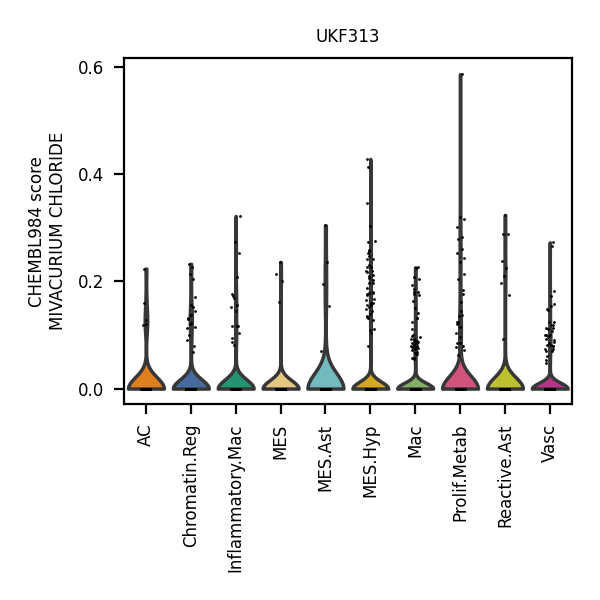 UKF313
CHEMBL984 score
MIVACURIUM CHLORIDE
0.6
0.4
0.2
0.0
AC
Chromatin.Reg
Inflammatory.Mac
MES
MES.Ast
MES.Hyp
Mac
Prolif.Metab
Reactive.Ast
Vasc